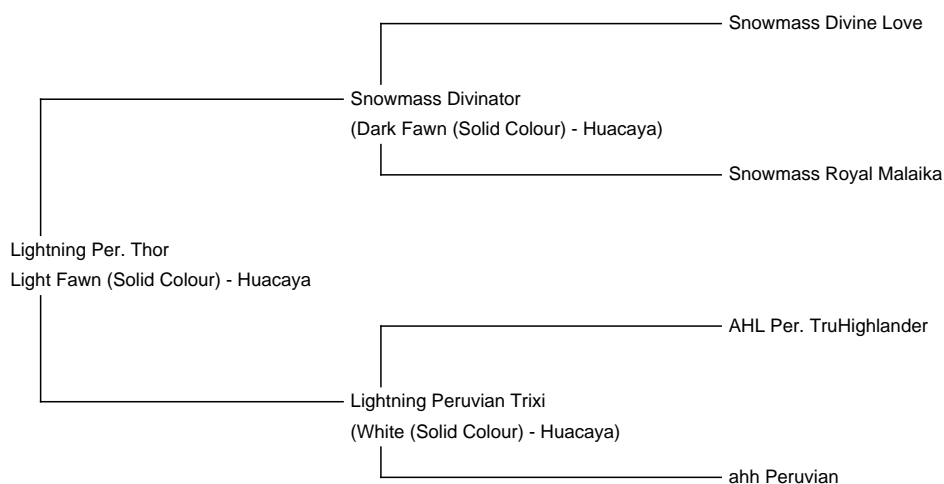 Snowmass Divine Love
Snowmass Divinator
(Dark Fawn (Solid Colour) - Huacaya)
Snowmass Royal Malaika
Lightning Per. Thor
Light Fawn (Solid Colour) - Huacaya
AHL Per. TruHighlander
Lightning Peruvian Trixi
(White (Solid Colour) - Huacaya)
ahh Peruvian